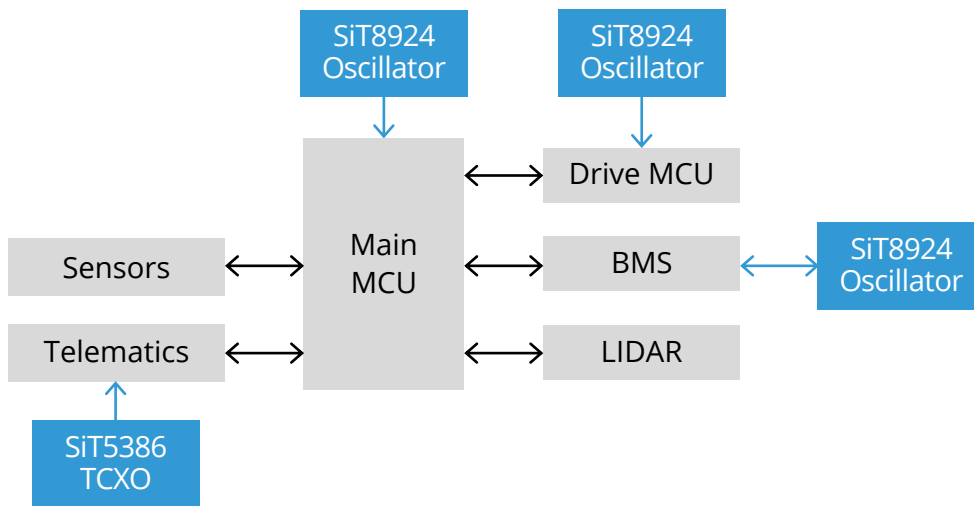 SiT8924
Oscillator
SiT8924
Oscillator
Drive MCU
Main
MCU
Sensors
BMS
SiT8924
Oscillator
Telematics
LIDAR
SiT5386
TCXO